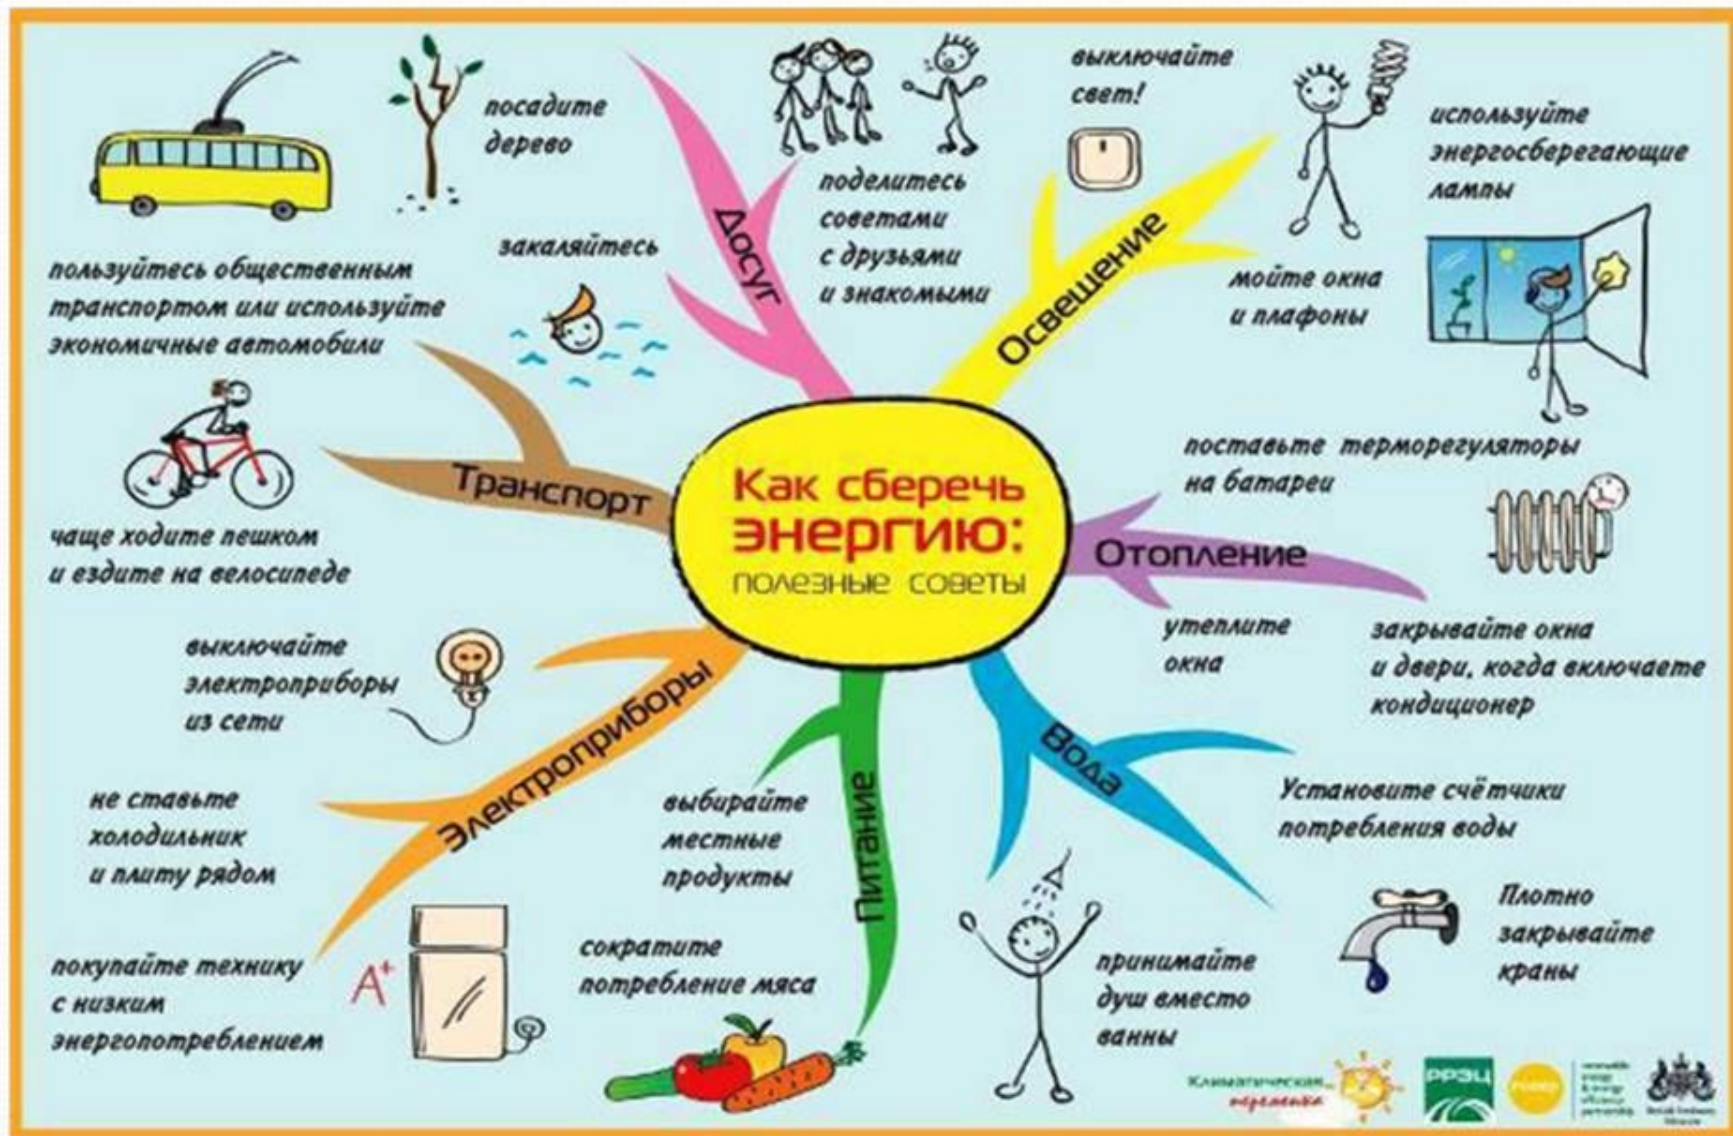 посадите
дерево
закаляйтесь
Досуг
поделитесь
советами
с друзьями
и знакомыми
выключайте
свет!
используйте
энергосберегающие
лампы
мойте окна
и плафоны
Освещение
пользуйтесь общественным
транспортом или используйте
экономичные автомобили
чаще ходите пешком
и ездите на велосипеде
Транспорт
Как сберечь
энергию:
полезные советы
поставьте терморегуляторы
на батареи
Отопление
утеплите
окна
закрывайте окна
и двери, когда включаете
кондиционер
выключайте
электроприборы
из сети
не ставьте
холодильник
и плиту рядом
покупайте технику
с низким
энергопотреблением
A+
Электроприборы
выбирайте
местные
продукты
сократите
потребление мяса
Питание
Вода
Установите счётчики
потребления воды
Плотно
закрывайте
краны
принимайте
душ вместо
ванны
Климатическая
переменка
РРЭЦ